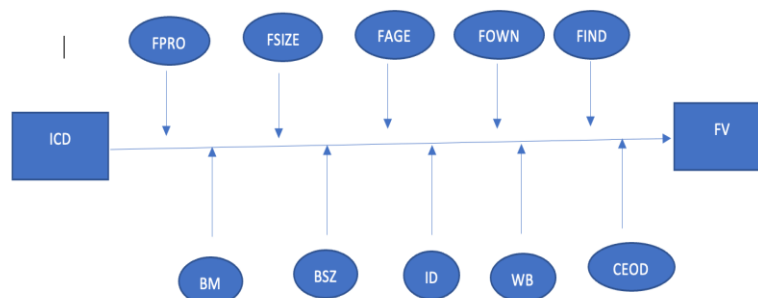 FPRO
FSIZE
FAGE
FOWN
FIND
ICD
FV
BM
BSZ
ID
WB
CEOD